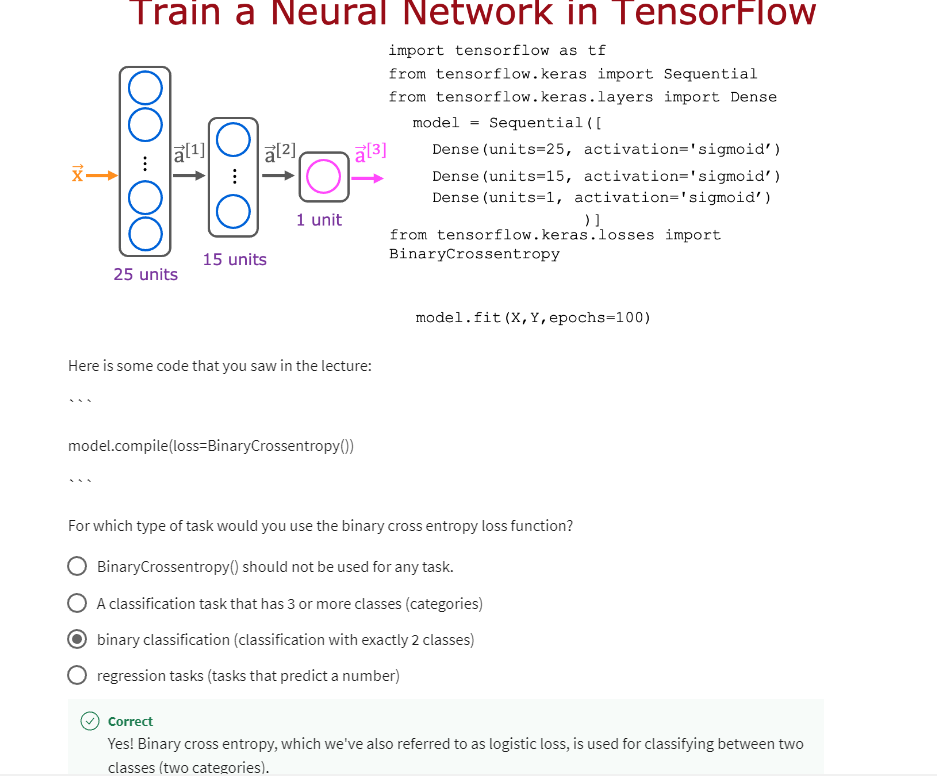 Train a Neural Network in TensorFlow
import tensorflow as tf
from tensorflow.keras import Sequential
from tensorflow.keras.layers import Dense
model = Sequential([
Dense(units=25, activation='sigmoid')
Dense(units=15, activation='sigmoid')
Dense(units=1, activation='sigmoid')
)]
from tensorflow.keras.losses import
BinaryCrossentropy
model.fit(X,Y,epochs=100)
x⃗
a⃗[1]
a⃗[2]
a⃗[3]
25 units
15 units
1 unit
Here is some code that you saw in the lecture:
```
model.compile(loss=BinaryCrossentropy())
```
For which type of task would you use the binary cross entropy loss function?
BinaryCrossentropy() should not be used for any task.
A classification task that has 3 or more classes (categories)
binary classification (classification with exactly 2 classes)
regression tasks (tasks that predict a number)
Correct
Yes! Binary cross entropy, which we've also referred to as logistic loss, is used for classifying between two
classes (two categories).